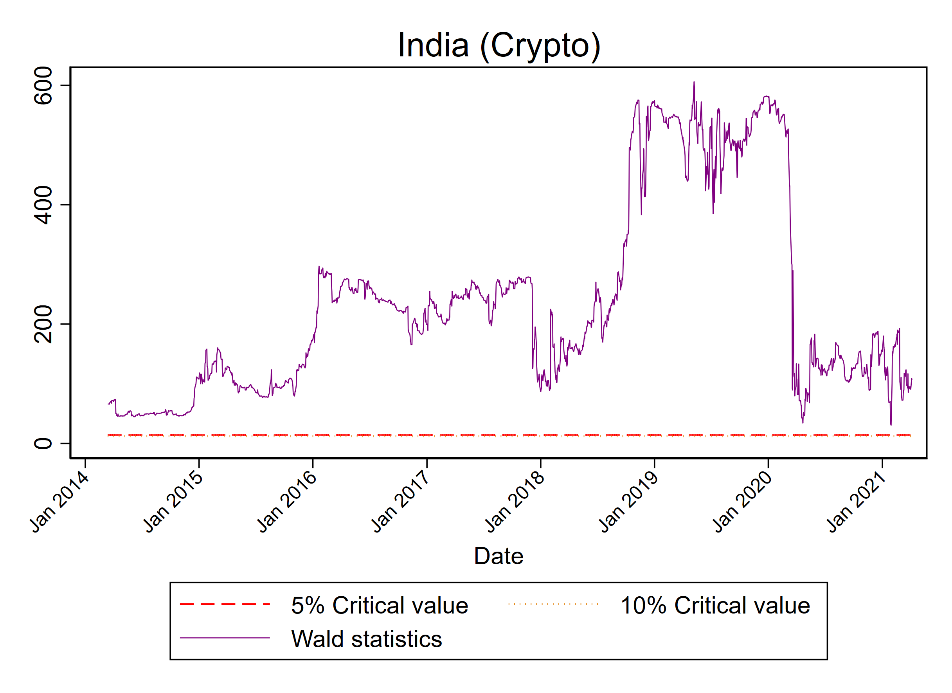 India (Crypto)
600
400
200
0
Jan 2014
Jan 2015
Jan 2016
Jan 2017
Jan 2018
Jan 2019
Jan 2020
Jan 2021
Date
5% Critical value
10% Critical value
Wald statistics